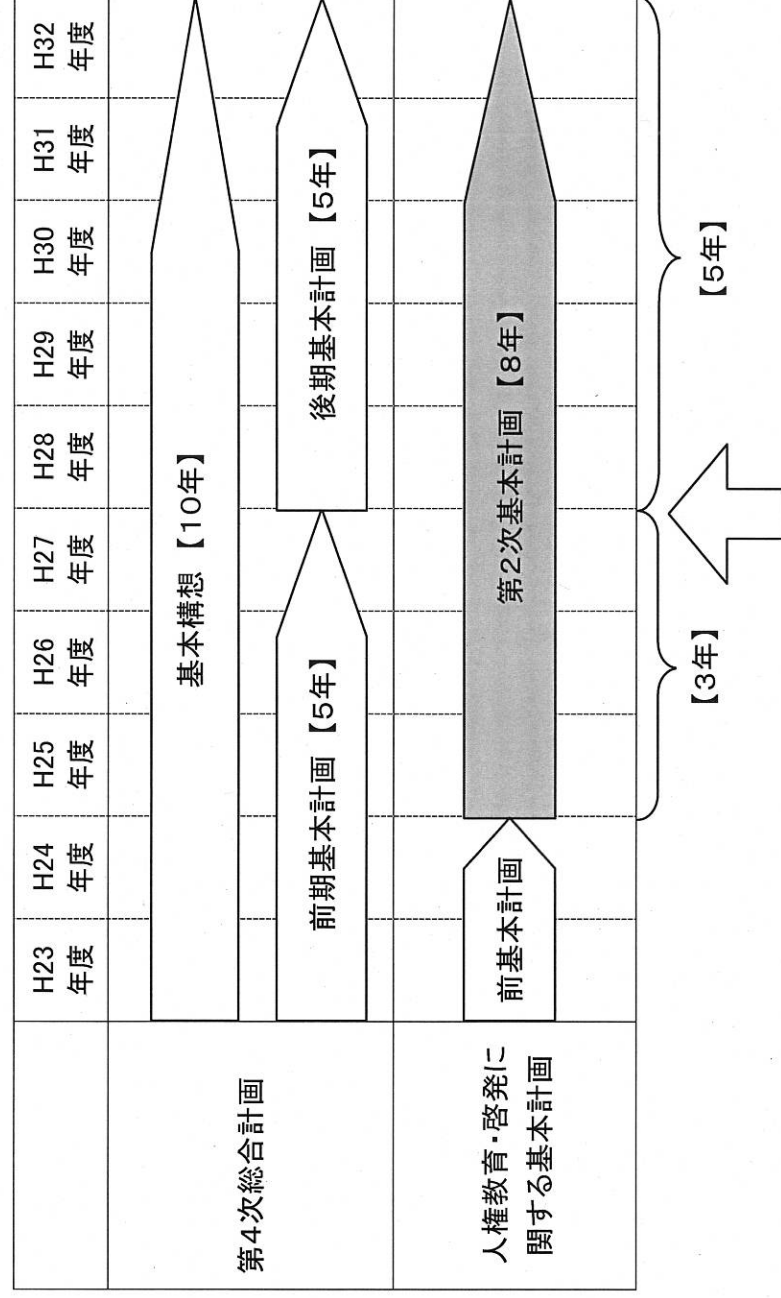 H23
年度
H24
年度
H25
年度
H26
年度
H27
年度
H28
年度
H29
年度
H30
年度
H31
年度
H32
年度
第4次総合計画
基本構想【10年】
前期基本計画【5年】
後期基本計画【5年】
人権教育・啓発に
関する基本計画
前基本計画
第2次基本計画【8年】
【3年】
【5年】